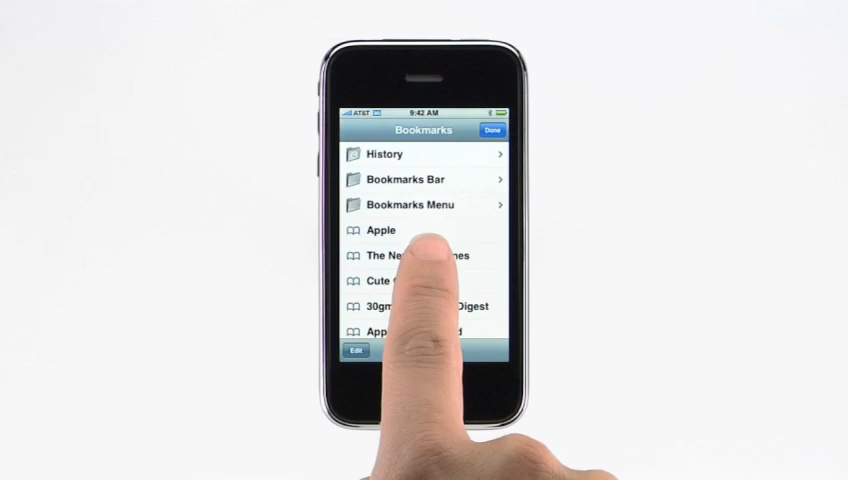 AT&T 9:42 AM
Bookmarks Done
History
Bookmarks Bar
Bookmarks Menu
Apple
The Ne mes
Cute
30gm Digest
App d
Edit